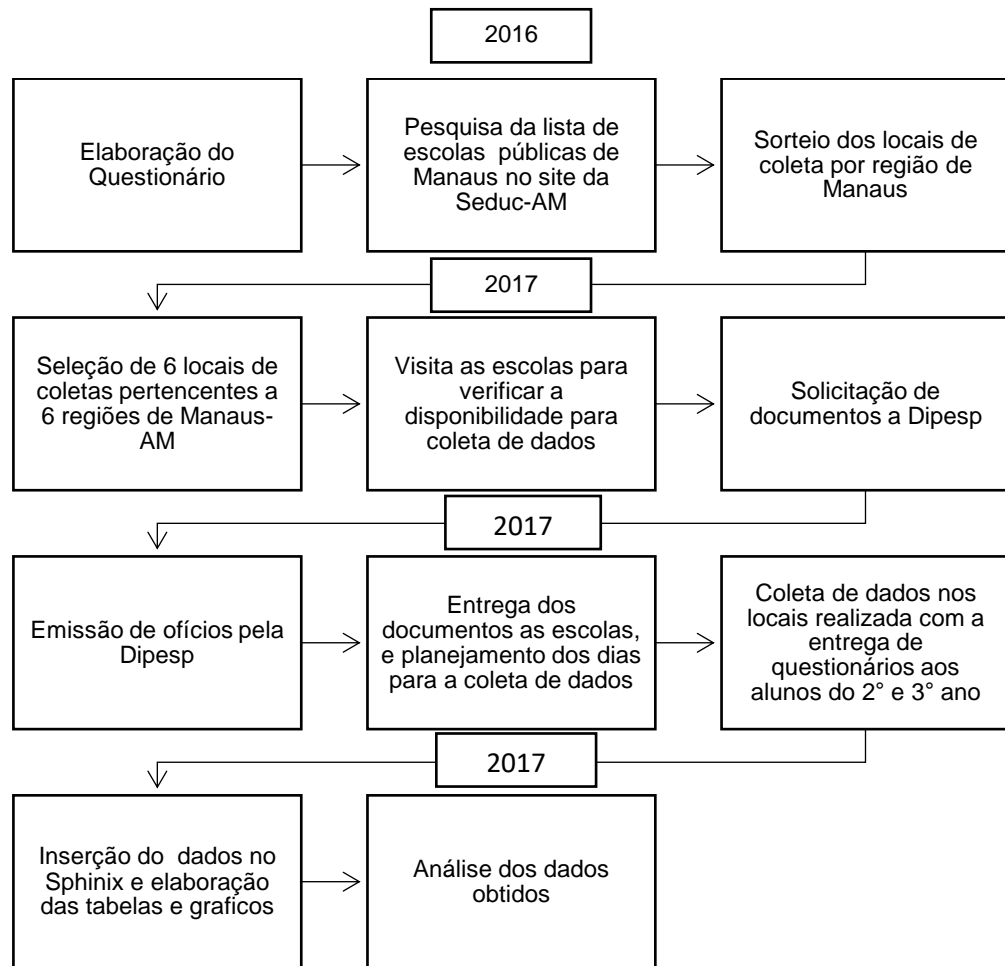 2016
Elaboração do
Questionário
Pesquisa da lista de
escolas públicas de
Manaus no site da
Seduc-AM
Sorteio dos locais de
coleta por região de
Manaus
2017
Seleção de 6 locais de
coletas pertencentes a
6 regiões de Manaus-
AM
Visita as escolas para
verificar a
disponibilidade para
coleta de dados
Solicitação de
documentos a Dipesp
2017
Emissão de ofícios pela
Dipesp
Entrega dos
documentos as escolas,
e planejamento dos dias
para a coleta de dados
Coleta de dados nos
locais realizada com a
entrega de
questionários aos
alunos do 2° e 3° ano
2017
Inserção do dados no
Sphinix e elaboração
das tabelas e graficos
Análise dos dados
obtidos